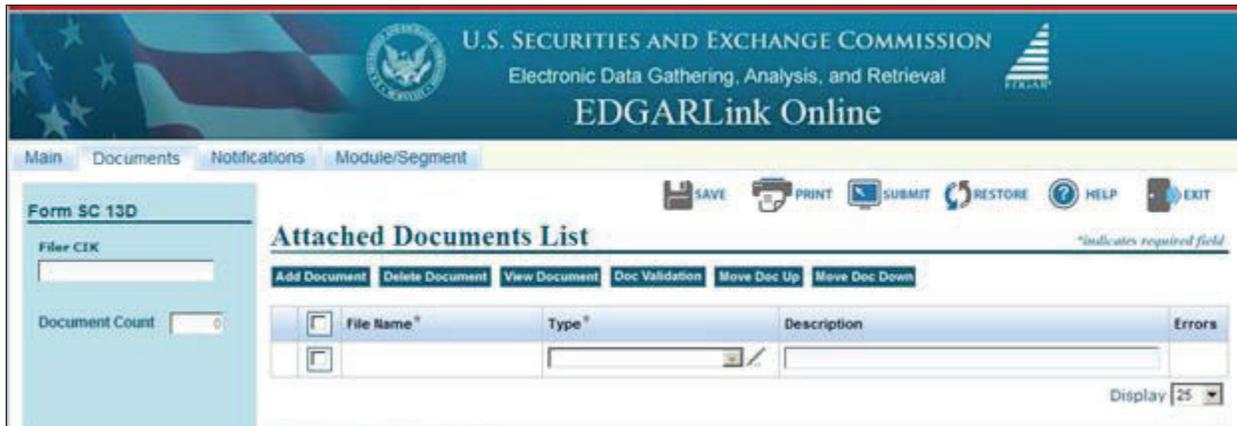 U.S. SECURITIES AND EXCHANGE COMMISSION
Electronic Data Gathering, Analysis, and Retrieval
EDGARLink Online
EDGAR
Main Documents Notifications Module/Segment
SAVE PRINT SUBMIT RESTORE HELP EXIT
Form SC 13D
Filer CIK
Document Count 0
Attached Documents List
*indicates required field
Add Document Delete Document View Document Doc Validation Move Doc Up Move Doc Down
File Name* Type* Description Errors
Display 25